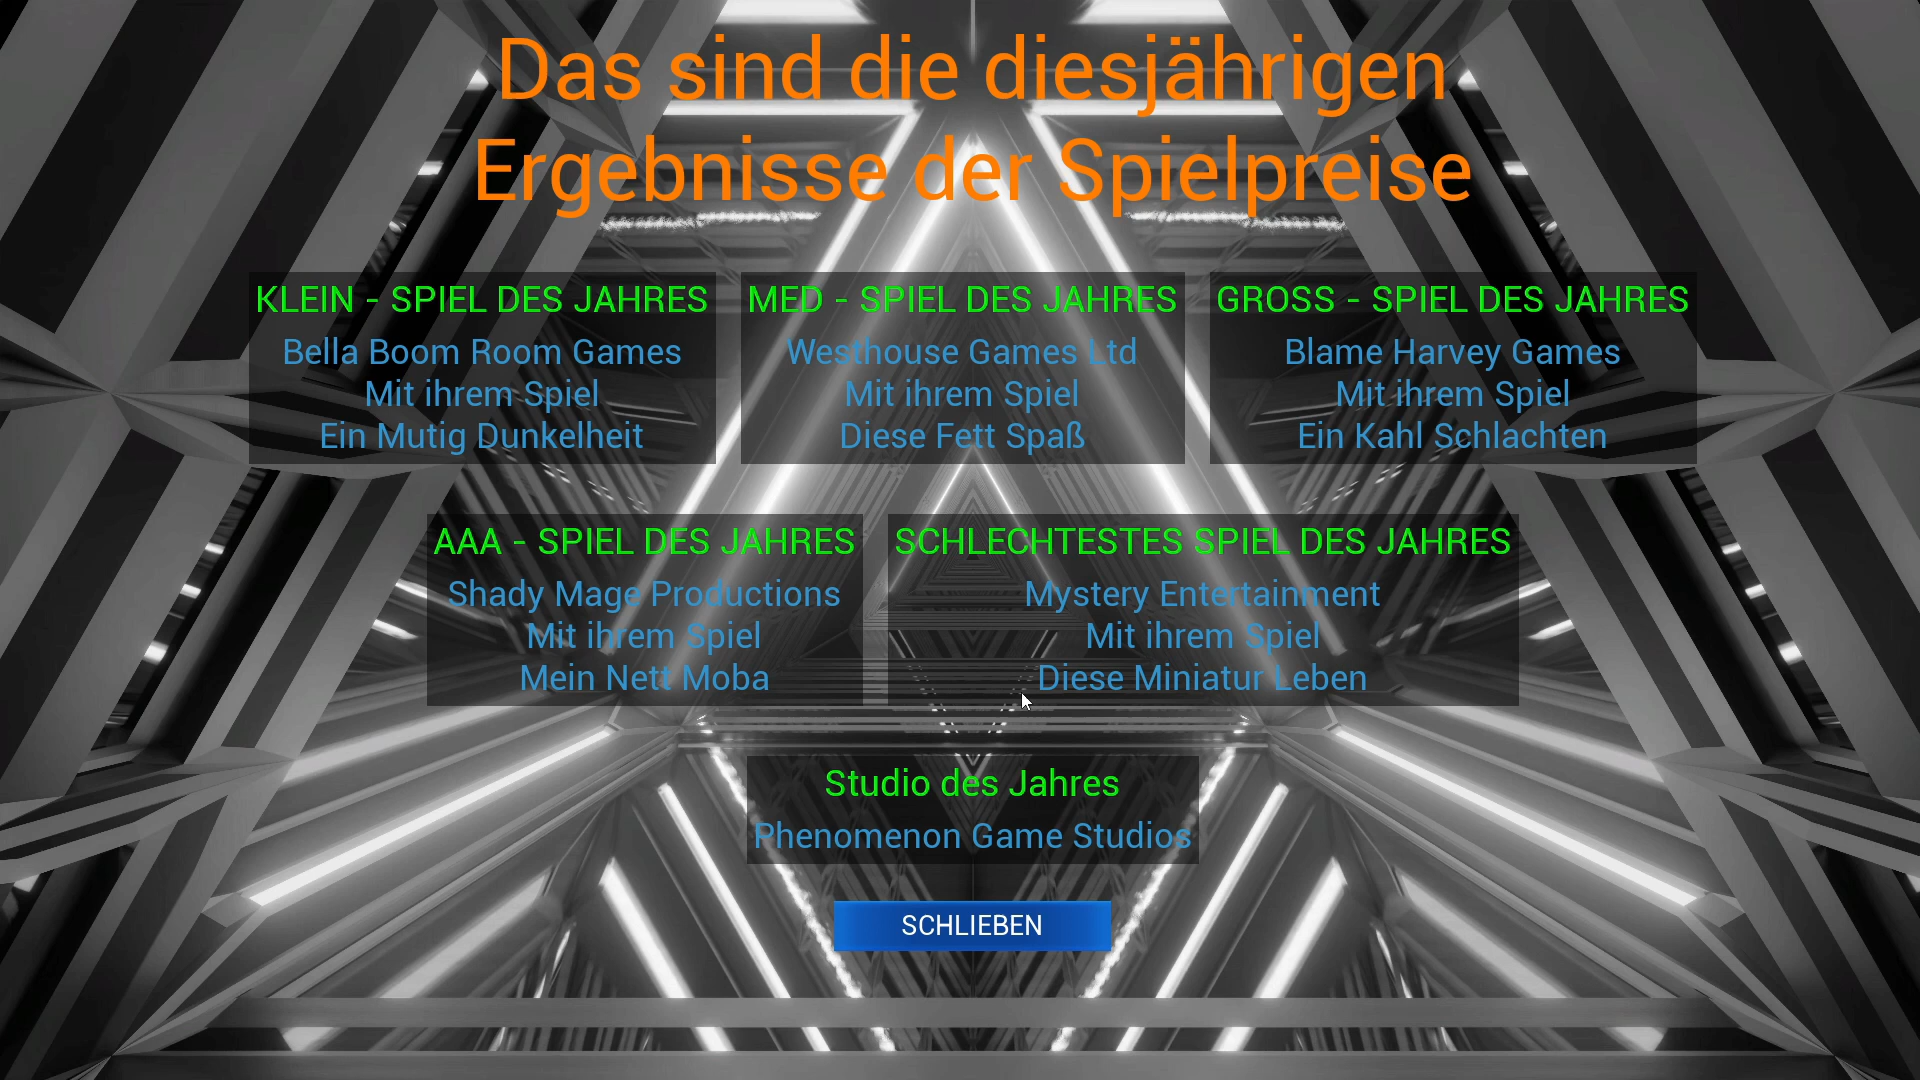 Das sind die diesjährigen
Ergebnisse der Spielpreise
KLEIN - SPIEL DES JAHRES
Bella Boom Room Games
Mit ihrem Spiel
Ein Mutig Dunkelheit
MED - SPIEL DES JAHRES
Westhouse Games Ltd
Mit ihrem Spiel
Diese Fett Spaß
GROSS - SPIEL DES JAHRES
Blame Harvey Games
Mit ihrem Spiel
Ein Kahl Schlachten
AAA - SPIEL DES JAHRES
Shady Mage Productions
Mit ihrem Spiel
Mein Nett Moba
SCHLECHTESTES SPIEL DES JAHRES
Mystery Entertainment
Mit ihrem Spiel
Diese Miniatur Leben
Studio des Jahres
Phenomenon Game Studios
SCHLIEBEN